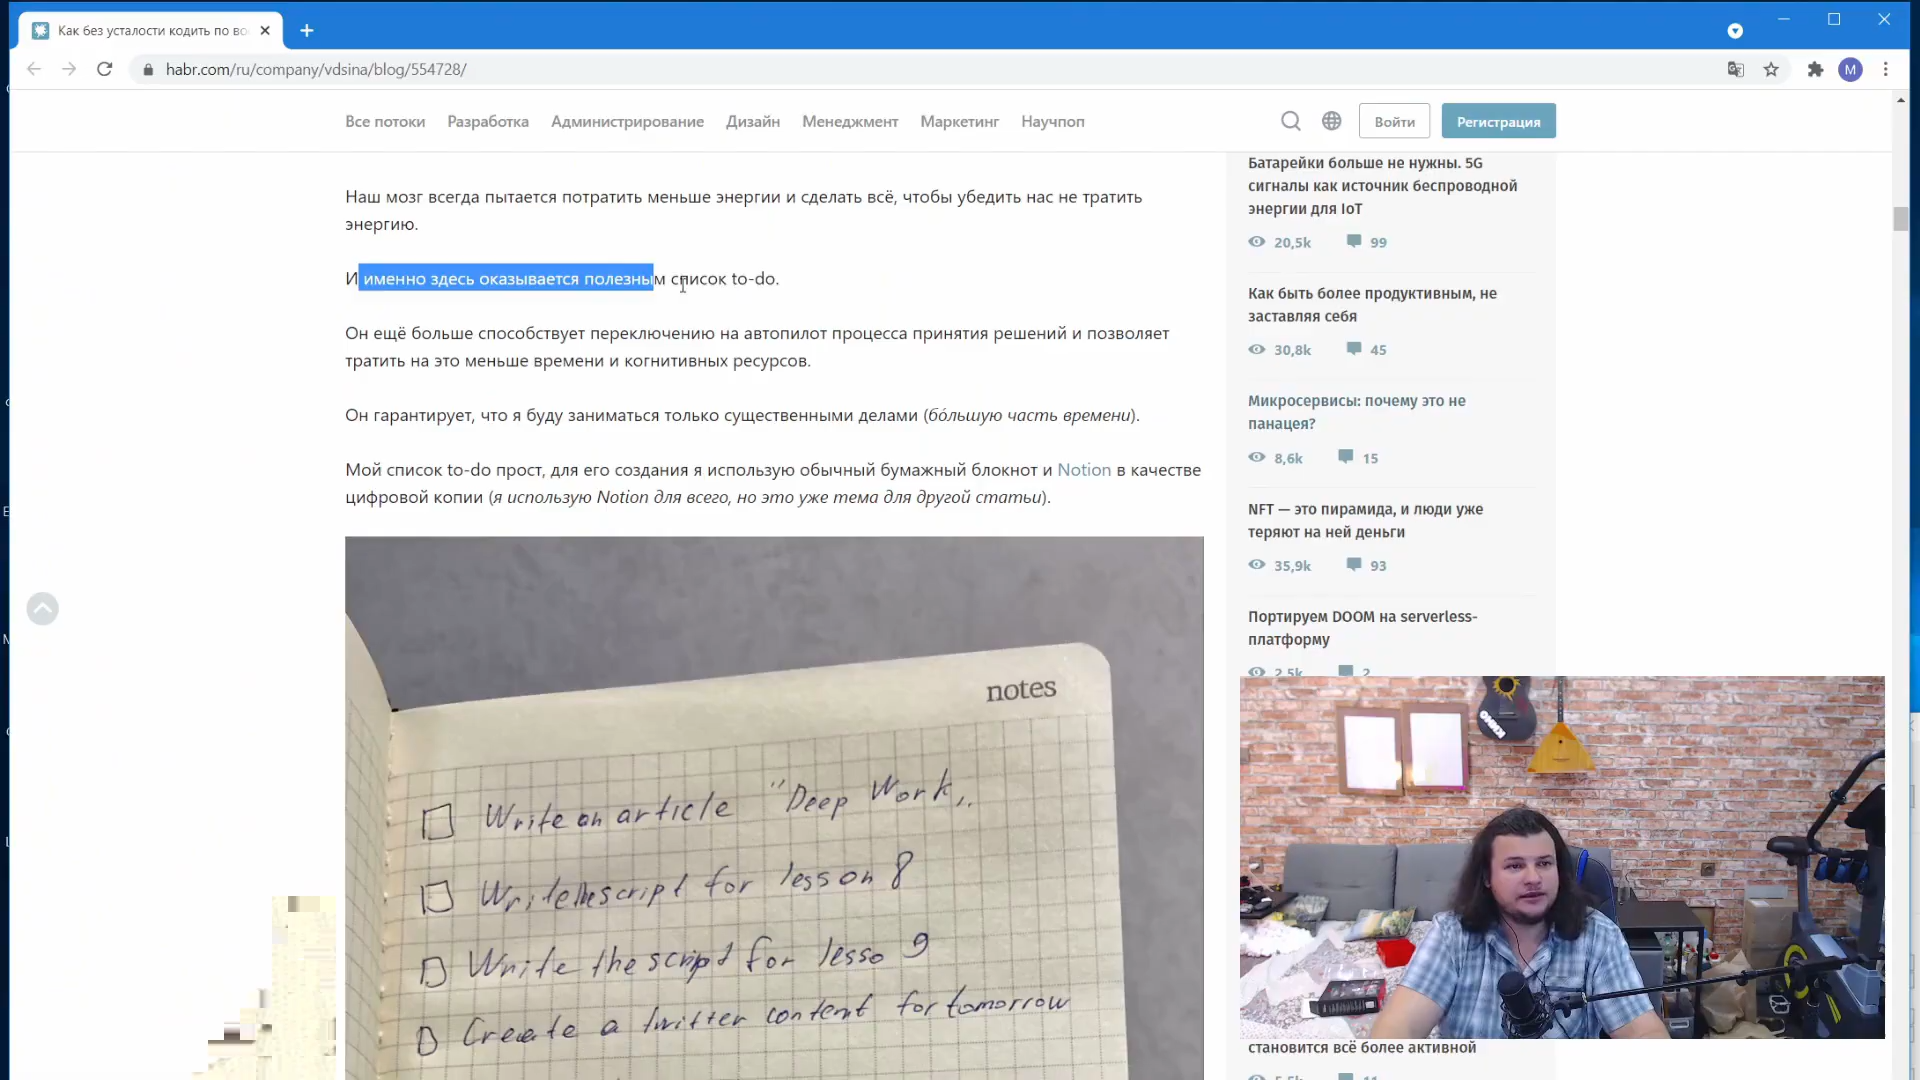 Как без усталости кодить по во
habr.com/ru/company/vdsina/blog/554728/
M
Все потоки Разработка Администрирование Дизайн Менеджмент Маркетинг Научпоп
Войти
Регистрация
Наш мозг всегда пытается потратить меньше энергии и сделать всё, чтобы убедить нас не тратить
энергию.
И именно здесь оказывается полезным список to-do.
Он ещё больше способствует переключению на автопилот процесса принятия решений и позволяет
тратить на это меньше времени и когнитивных ресурсов.
Он гарантирует, что я буду заниматься только существенными делами (бóльшую часть времени).
Мой список to-do прост, для его создания я использую обычный бумажный блокнот и Notion в качестве
цифровой копии (я использую Notion для всего, но это уже тема для другой статьи).
notes
Write an article "Deep Work„
Write the script for lesson 8
Write the script for lesso 9
Create a twitter content for tomorrow
Батарейки больше не нужны. 5G
сигналы как источник беспроводной
энергии для IoT
20,5k 99
Как быть более продуктивным, не
заставляя себя
30,8k 45
Микросервисы: почему это не
панацея?
8,6k 15
NFT — это пирамида, и люди уже
теряют на ней деньги
35,9k 93
Портируем DOOM на serverless-
платформу
2,5k 2
КИНО
становится всё более активной
5,5k 11